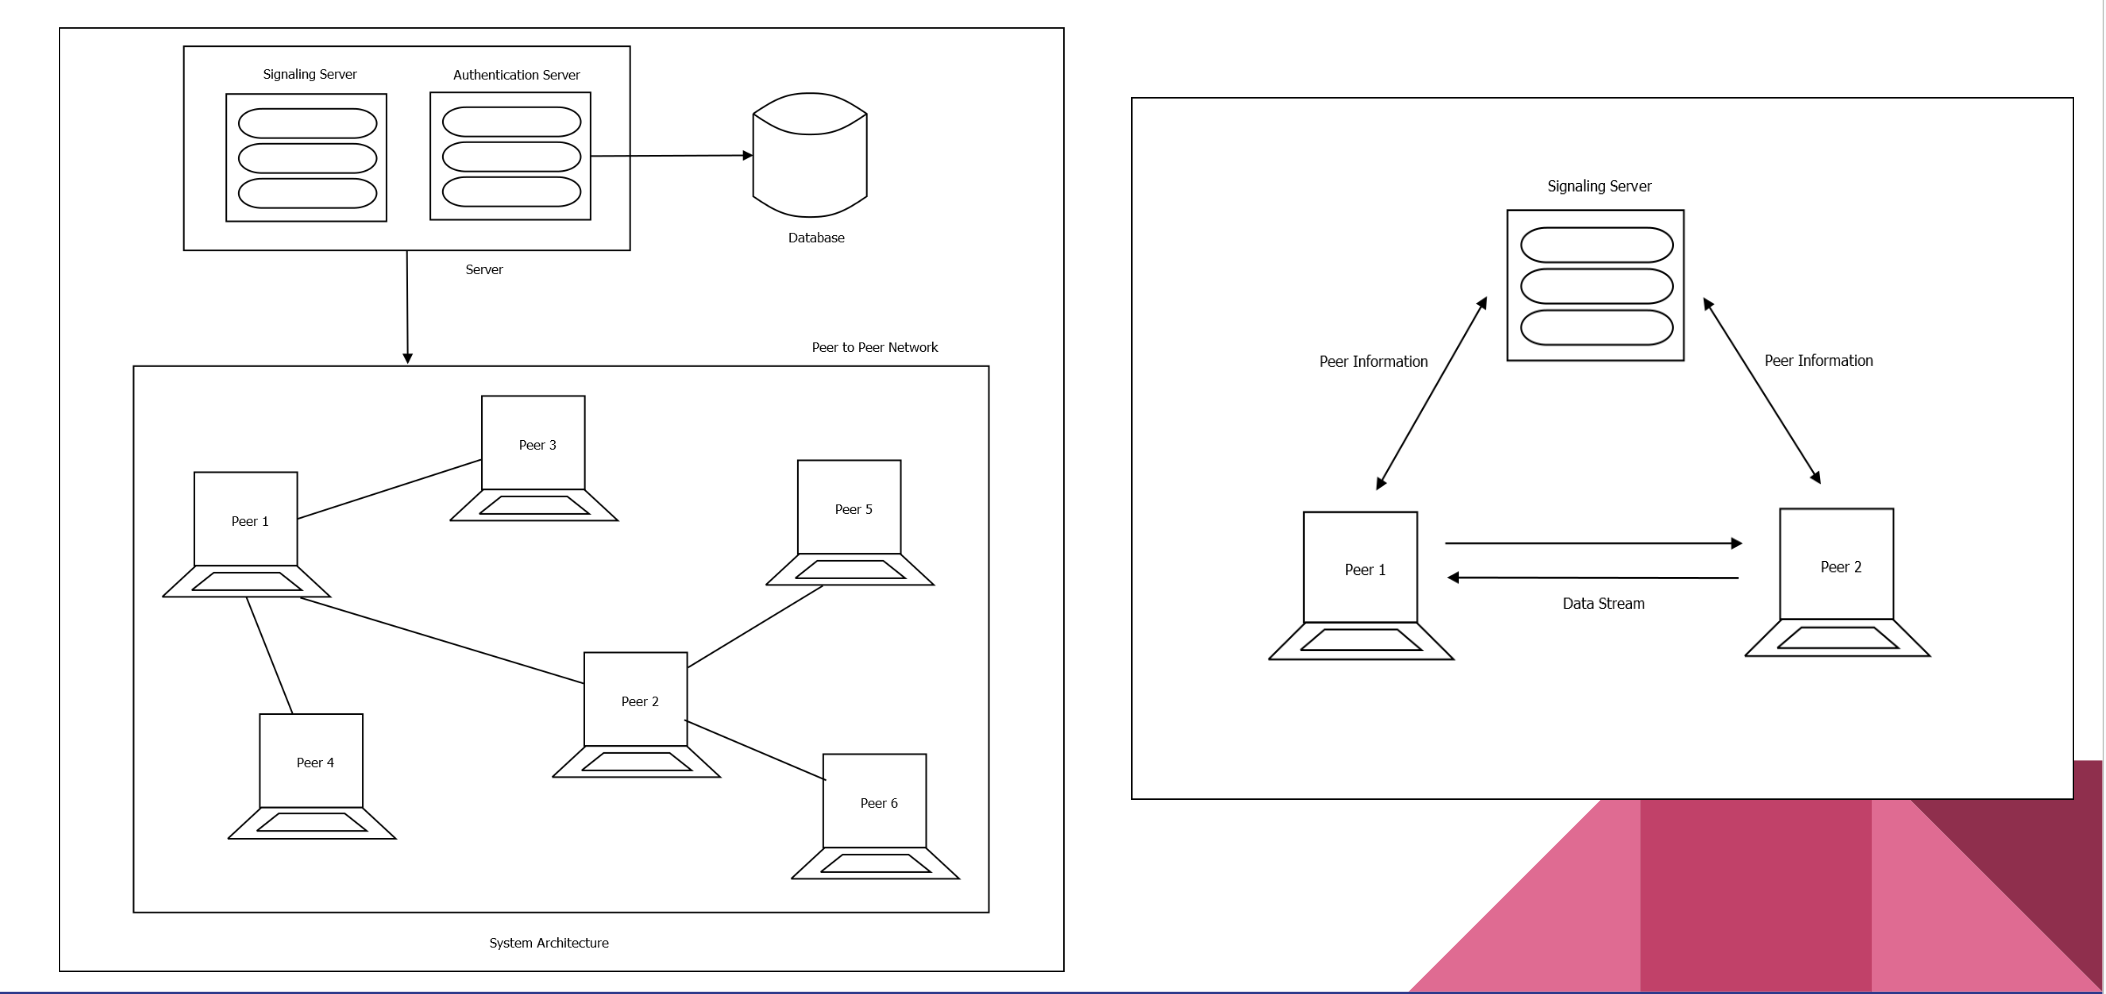 Signaling Server
Authentication Server
Database
Server
Peer to Peer Network
Peer 3
Peer 1
Peer 5
Peer 2
Peer 4
Peer 6
System Architecture
Signaling Server
Peer Information
Peer Information
Peer 1
Peer 2
Data Stream